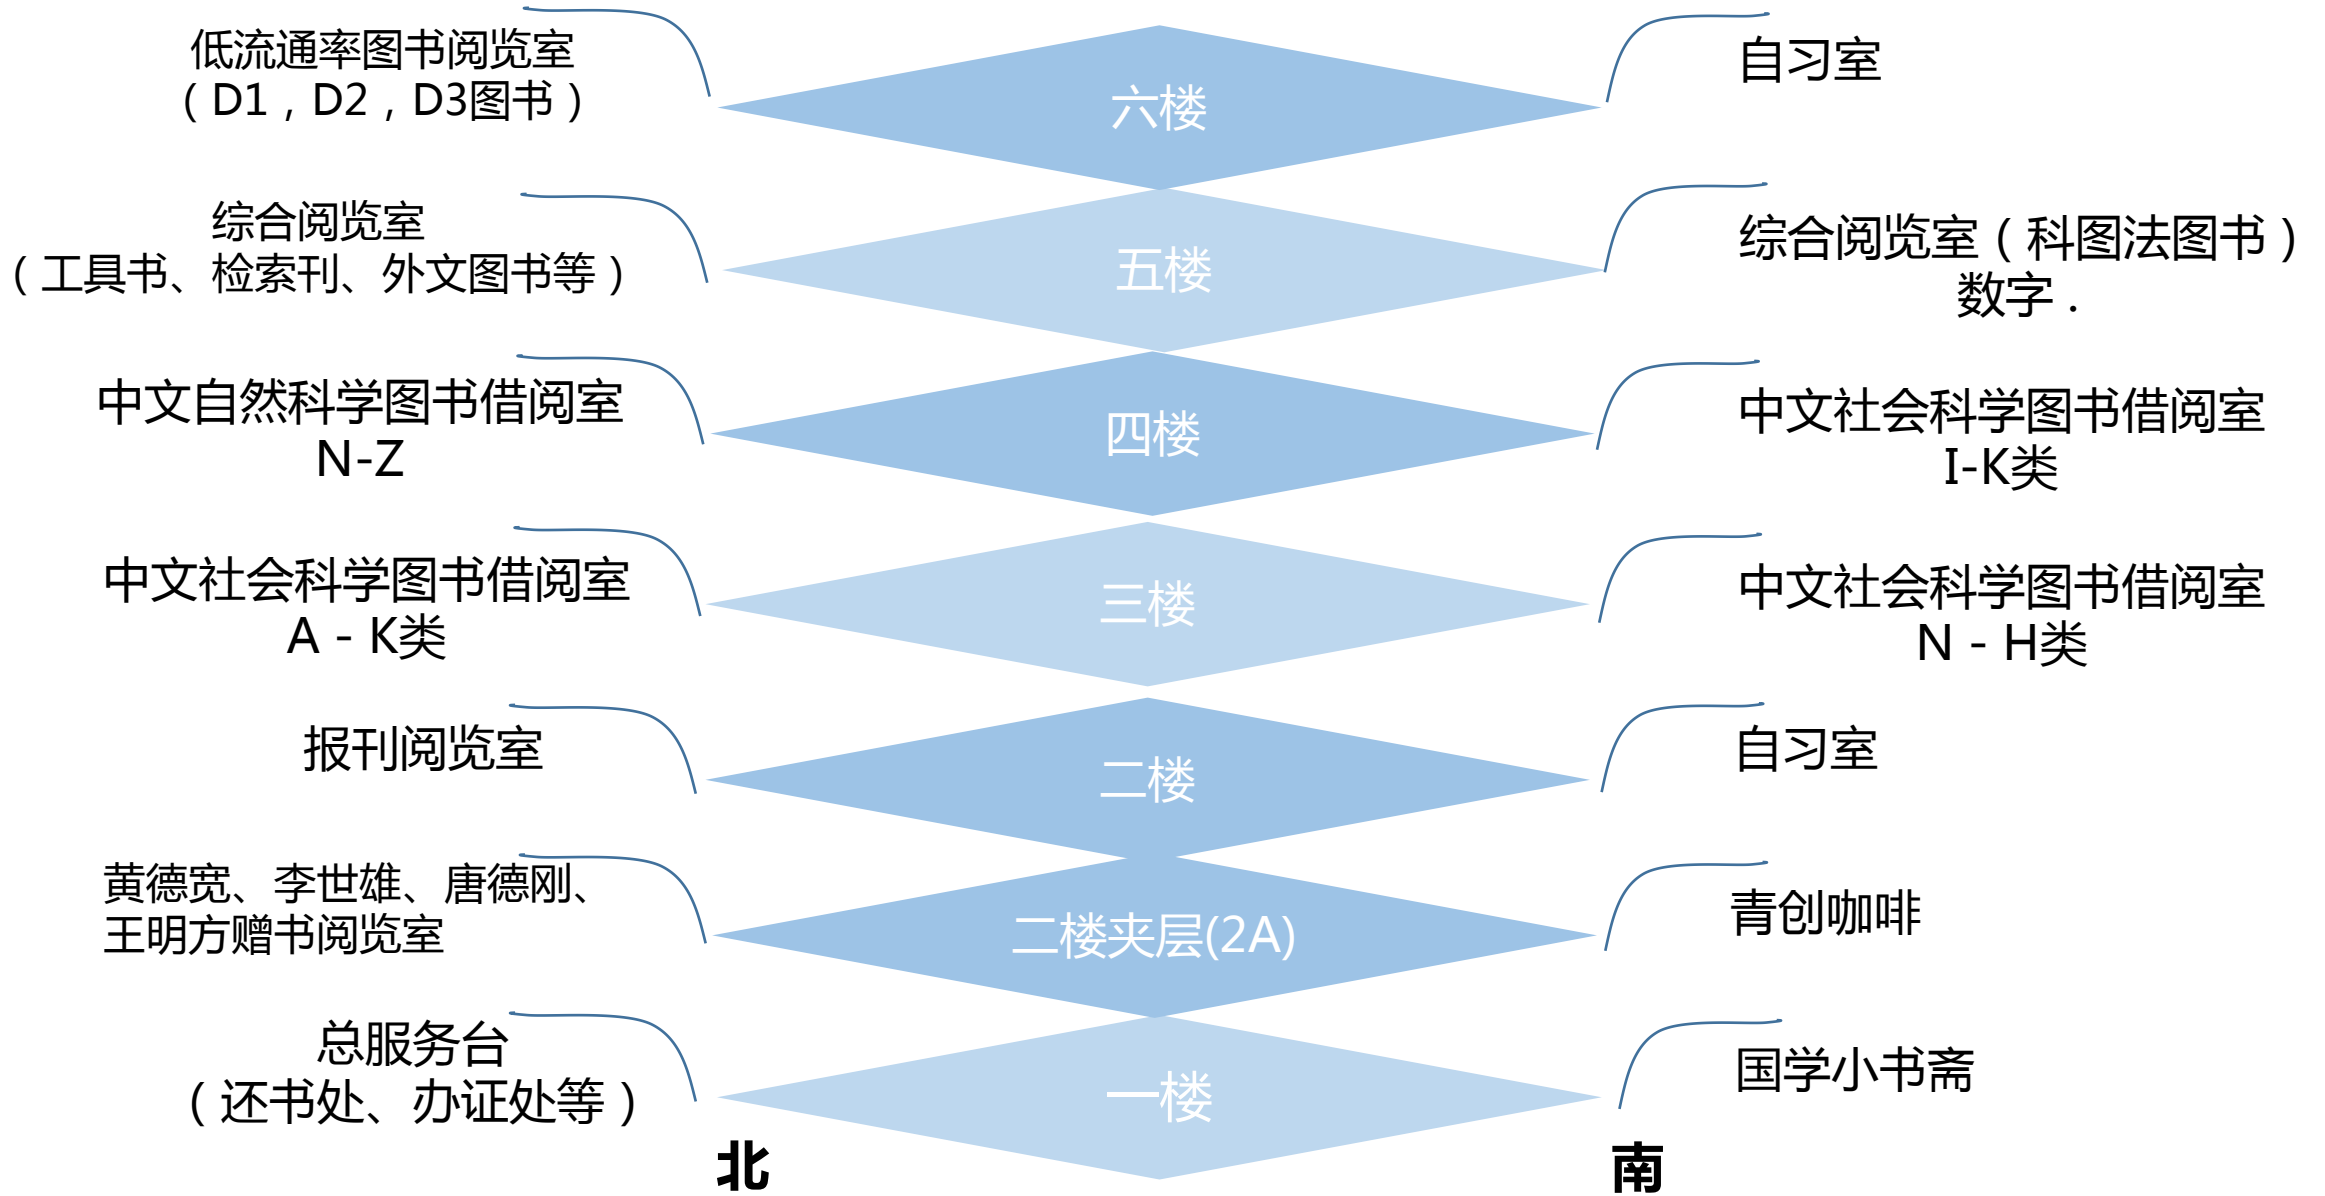 低流通率图书阅览室
（D1，D2，D3图书）
六楼
自习室
综合阅览室
（工具书、检索刊、外文图书等）
五楼
综合阅览室（科图法图书）
数字．
中文自然科学图书借阅室
N-Z
四楼
中文社会科学图书借阅室
I-K类
中文社会科学图书借阅室
A - K类
三楼
中文社会科学图书借阅室
N - H类
报刊阅览室
二楼
自习室
黄德宽、李世雄、唐德刚、
王明方赠书阅览室
二楼夹层(2A)
青创咖啡
总服务台
（还书处、办证处等）
一楼
国学小书斋
北
南